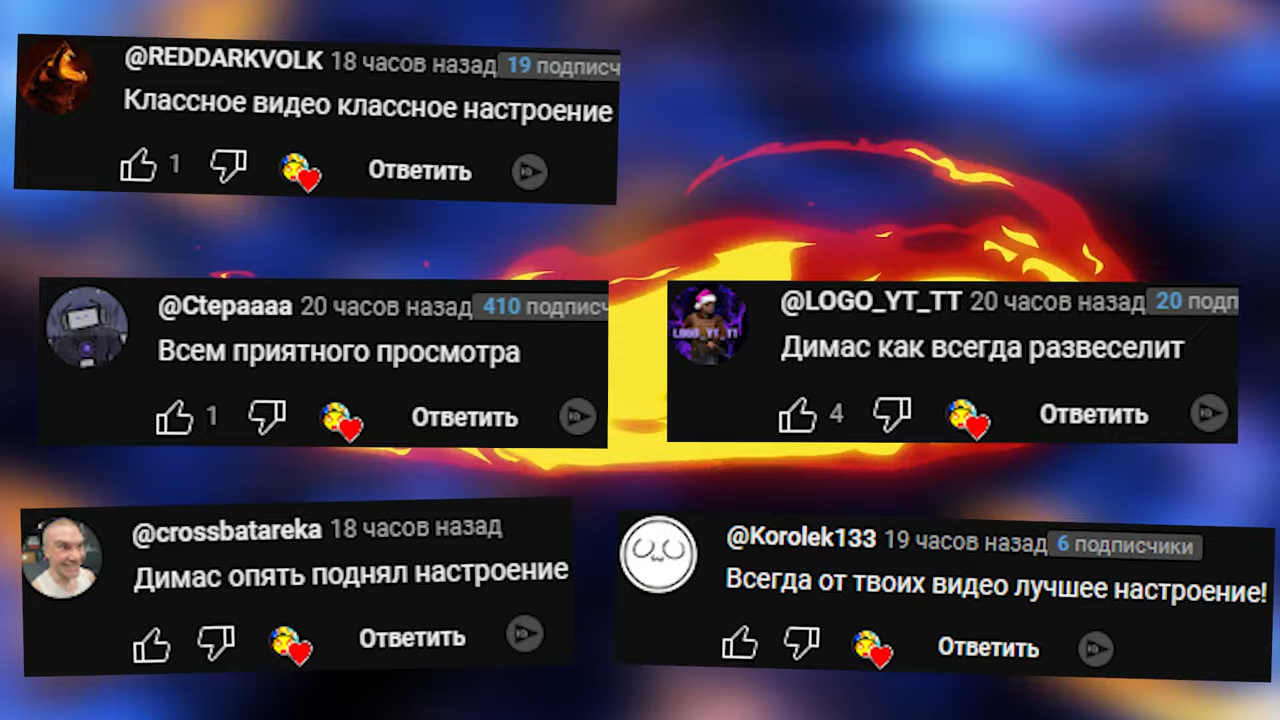 @REDDARKVOLK 18 часов назад 19 подписч
Классное видео классное настроение
1 Ответить
@Ctepaaaa 20 часов назад 410 подписч
Всем приятного просмотра
1 Ответить
@LOGO_YT_TT 20 часов назад 20 подп
LOGO_YT_TT
Димас как всегда развеселит
4 Ответить
@crossbatareka 18 часов назад
Димас опять поднял настроение
Ответить
@Korolek133 19 часов назад 6 подписчики
Всегда от твоих видео лучшее настроение!
Ответить